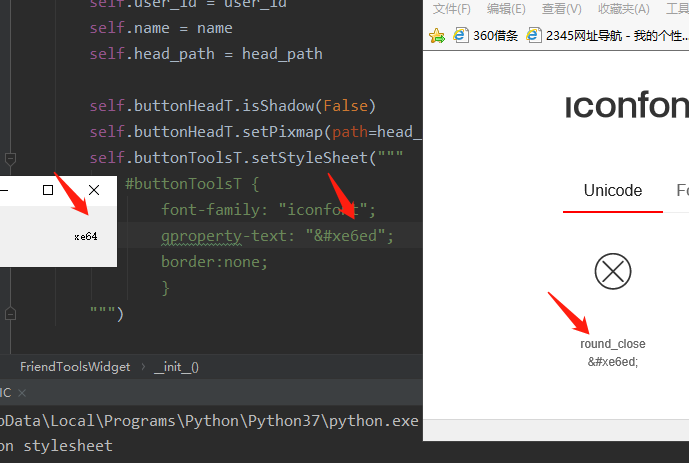 self.user_id = user_id
self.name = name
self.head_path = head_path
self.buttonHeadT.isShadow(False)
self.buttonHeadT.setPixmap(path=head_
self.buttonToolsT.setStyleSheet("""
#buttonToolsT {
font-family: "iconfont";
qproperty-text: "&#xe6ed";
border:none;
}
""")
xe64
FriendToolsWidget > __init__()
IC ×
pData\Local\Programs\Python\Python37\python.exe
on stylesheet
文件(F) 编辑(E) 查看(V) 收藏夹(A) 工具
360借条 2345网址导航 - 我的个性...
iconfon
Unicode Fo
round_close
&#xe6ed;